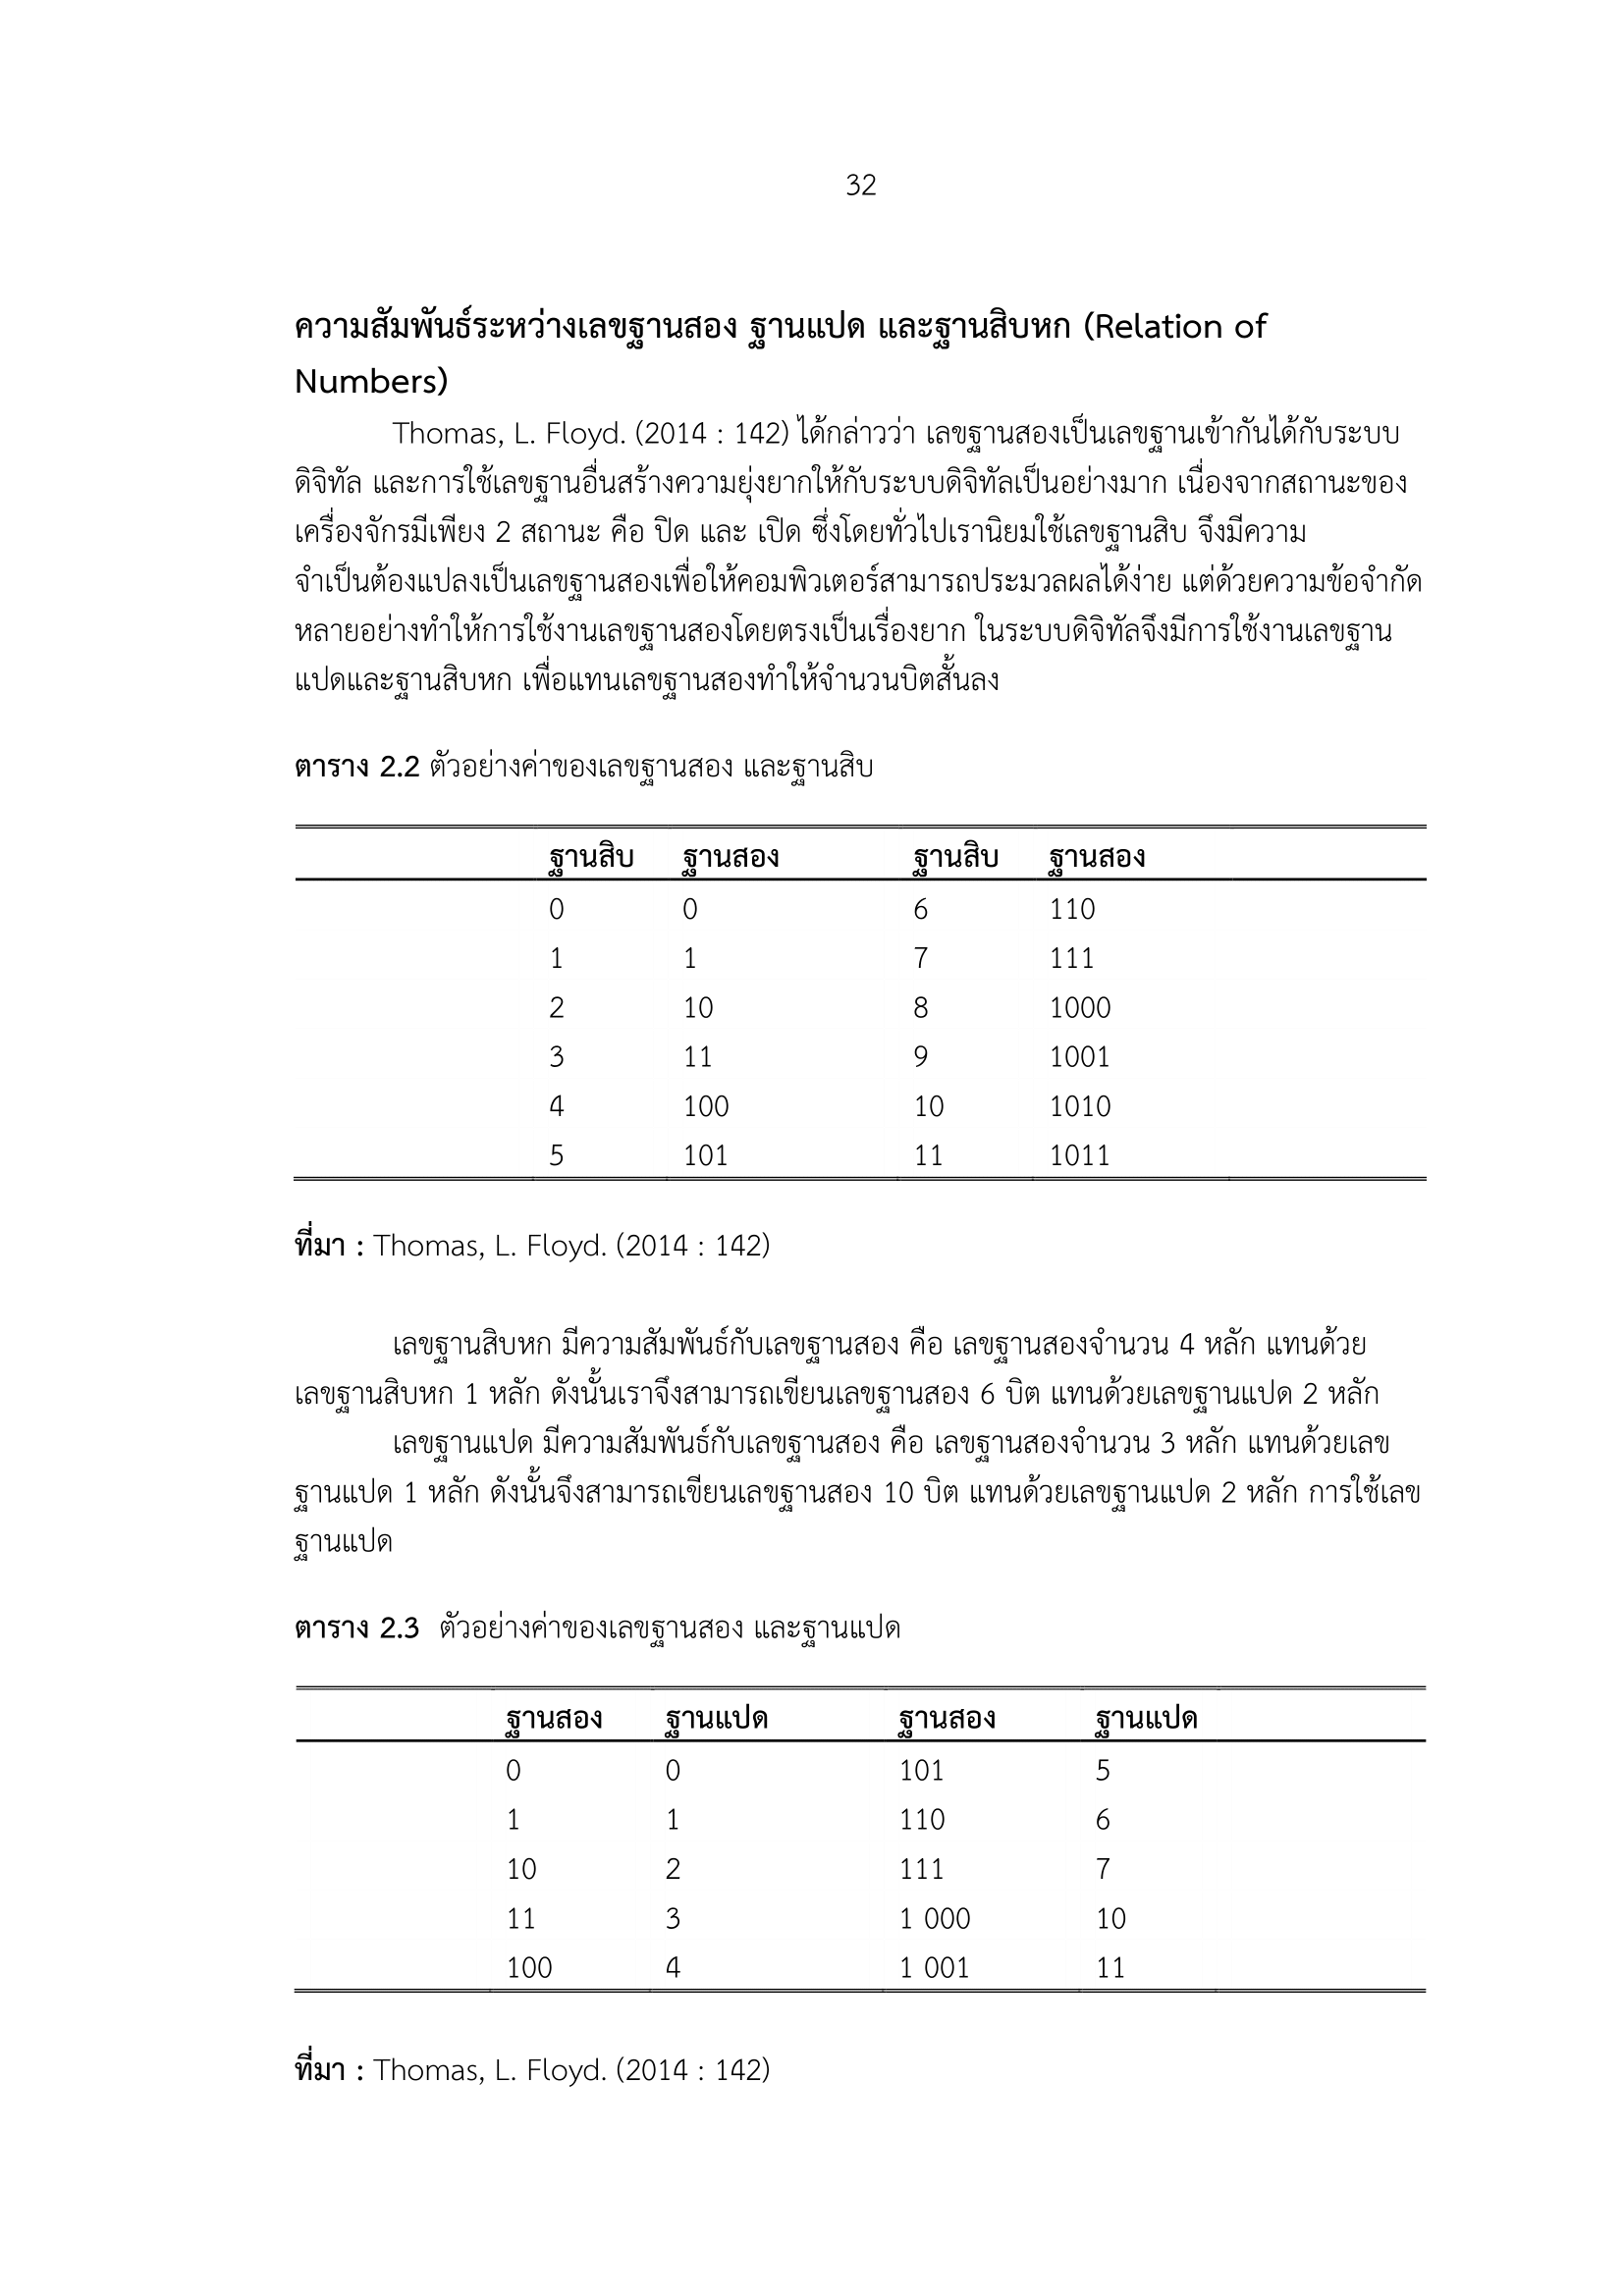 32
ความสัมพันธ์ระหว่างเลขฐานสอง ฐานแปด และฐานสิบหก (Relation of
Numbers)
Thomas, L. Floyd. (2014 : 142) ได้กล่าวว่า เลขฐานสองเป็นเลขฐานเข้ากันได้กับระบบ
ดิจิทัล และการใช้เลขฐานอื่นสร้างความยุ่งยากให้กับระบบดิจิทัลเป็นอย่างมาก เนื่องจากสถานะของ
เครื่องจักรมีเพียง 2 สถานะ คือ ปิด และ เปิด ซึ่งโดยทั่วไปเรานิยมใช้เลขฐานสิบ จึงมีความ
จำเป็นต้องแปลงเป็นเลขฐานสองเพื่อให้คอมพิวเตอร์สามารถประมวลผลได้ง่าย แต่ด้วยความข้อจำกัด
หลายอย่างทำให้การใช้งานเลขฐานสองโดยตรงเป็นเรื่องยาก ในระบบดิจิทัลจึงมีการใช้งานเลขฐาน
แปดและฐานสิบหก เพื่อแทนเลขฐานสองทำให้จำนวนบิตสั้นลง
ตาราง 2.2 ตัวอย่างค่าของเลขฐานสอง และฐานสิบ
ฐานสิบ ฐานสอง ฐานสิบ ฐานสอง
0 0 6 110
1 1 7 111
2 10 8 1000
3 11 9 1001
4 100 10 1010
5 101 11 1011
ที่มา : Thomas, L. Floyd. (2014 : 142)
เลขฐานสิบหก มีความสัมพันธ์กับเลขฐานสอง คือ เลขฐานสองจำนวน 4 หลัก แทนด้วย
เลขฐานสิบหก 1 หลัก ดังนั้นเราจึงสามารถเขียนเลขฐานสอง 6 บิต แทนด้วยเลขฐานแปด 2 หลัก
เลขฐานแปด มีความสัมพันธ์กับเลขฐานสอง คือ เลขฐานสองจำนวน 3 หลัก แทนด้วยเลข
ฐานแปด 1 หลัก ดังนั้นจึงสามารถเขียนเลขฐานสอง 10 บิต แทนด้วยเลขฐานแปด 2 หลัก การใช้เลข
ฐานแปด
ตาราง 2.3 ตัวอย่างค่าของเลขฐานสอง และฐานแปด
ฐานสอง ฐานแปด ฐานสอง ฐานแปด
0 0 101 5
1 1 110 6
10 2 111 7
11 3 1 000 10
100 4 1 001 11
ที่มา : Thomas, L. Floyd. (2014 : 142)